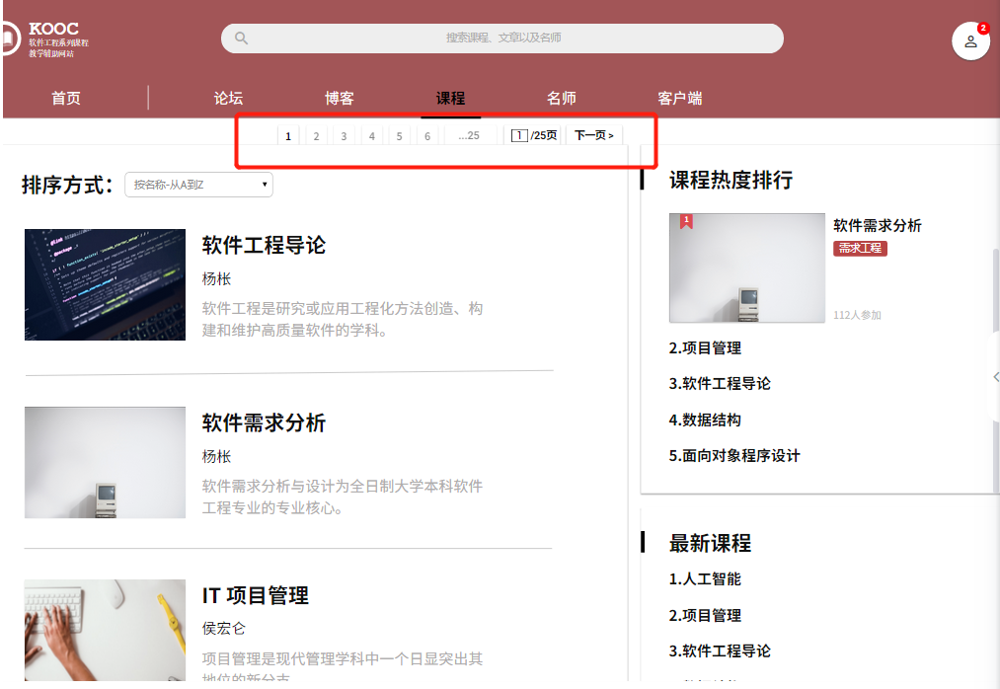 KOOC
软件工程系列课程
教学辅助网站
搜索课程、文章以及名师
2
首页 论坛 博客 课程 名师 客户端
1 2 3 4 5 6 ...25 1 /25页 下一页 >
排序方式： 按名称-从A到Z
软件工程导论
杨枨
软件工程是研究或应用工程化方法创造、构
建和维护高质量软件的学科。
软件需求分析
杨枨
软件需求分析与设计为全日制大学本科软件
工程专业的专业核心。
IT 项目管理
侯宏仑
项目管理是现代管理学科中一个日显突出其
地位的新分支
课程热度排行
1
软件需求分析
需求工程
112人参加
2.项目管理
3.软件工程导论
4.数据结构
5.面向对象程序设计
最新课程
1.人工智能
2.项目管理
3.软件工程导论